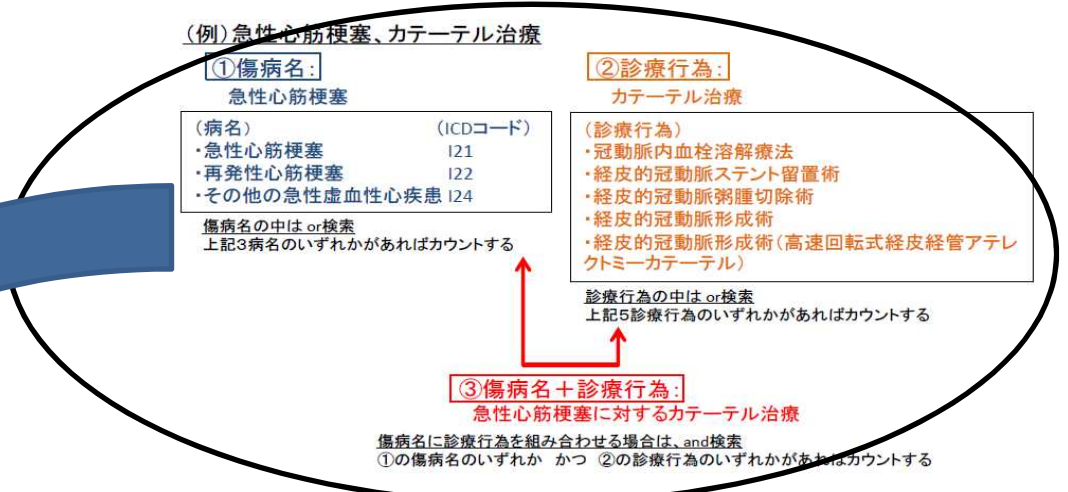 (例)急性心筋梗塞、カテーテル治療
①傷病名:
急性心筋梗塞
(病名) (ICDコード)
・急性心筋梗塞 I21
・再発性心筋梗塞 I22
・その他の急性虚血性心疾患 I24
傷病名の中は or検索
上記3病名のいずれかがあればカウントする
②診療行為:
カテーテル治療
(診療行為)
・冠動脈内血栓溶解療法
・経皮的冠動脈ステント留置術
・経皮的冠動脈粥腫切除術
・経皮的冠動脈形成術
・経皮的冠動脈形成術(高速回転式経皮経管アテレ
クトミーカテーテル)
診療行為の中は or検索
上記5診療行為のいずれかがあればカウントする
③傷病名+診療行為:
急性心筋梗塞に対するカテーテル治療
傷病名に診療行為を組み合わせる場合は、and検索
①の傷病名のいずれか かつ ②の診療行為のいずれかがあればカウントする